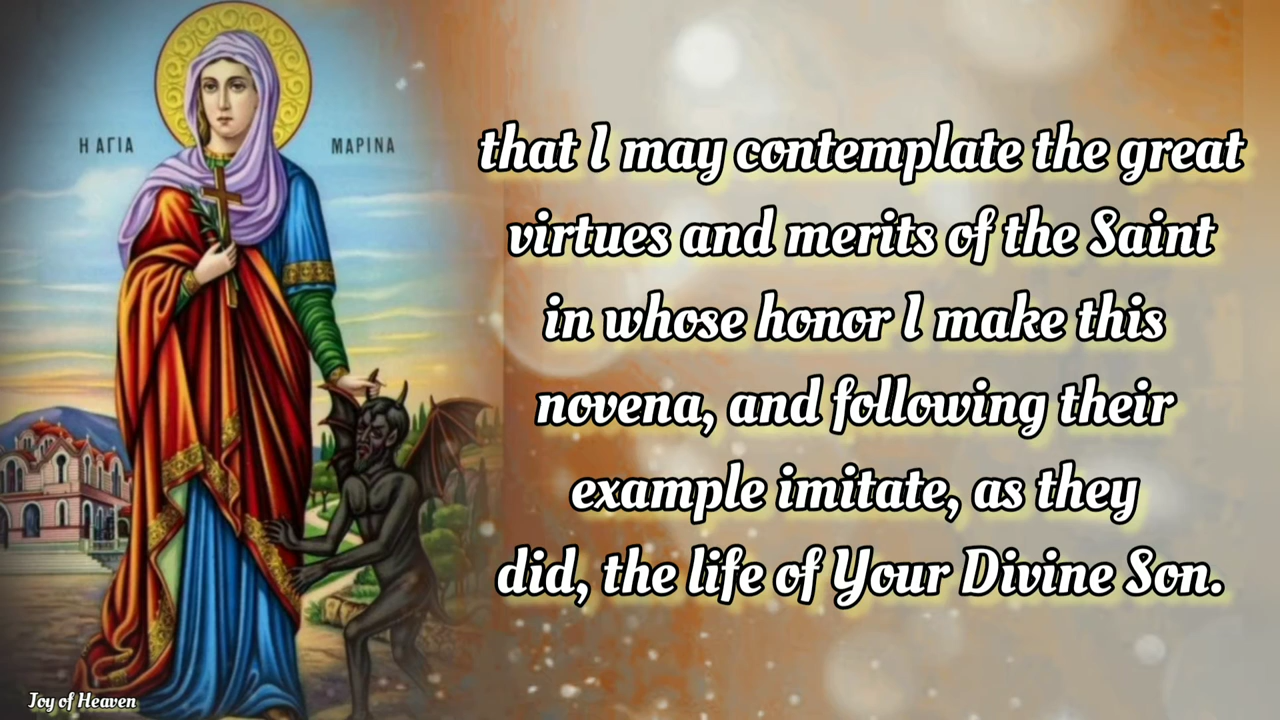 Η ΑΓΙΑ ΜΑΡΙΝΑ
that I may contemplate the great
virtues and merits of the Saint
in whose honor I make this
novena, and following their
example imitate, as they
did, the life of Your Divine Son.
Joy of Heaven